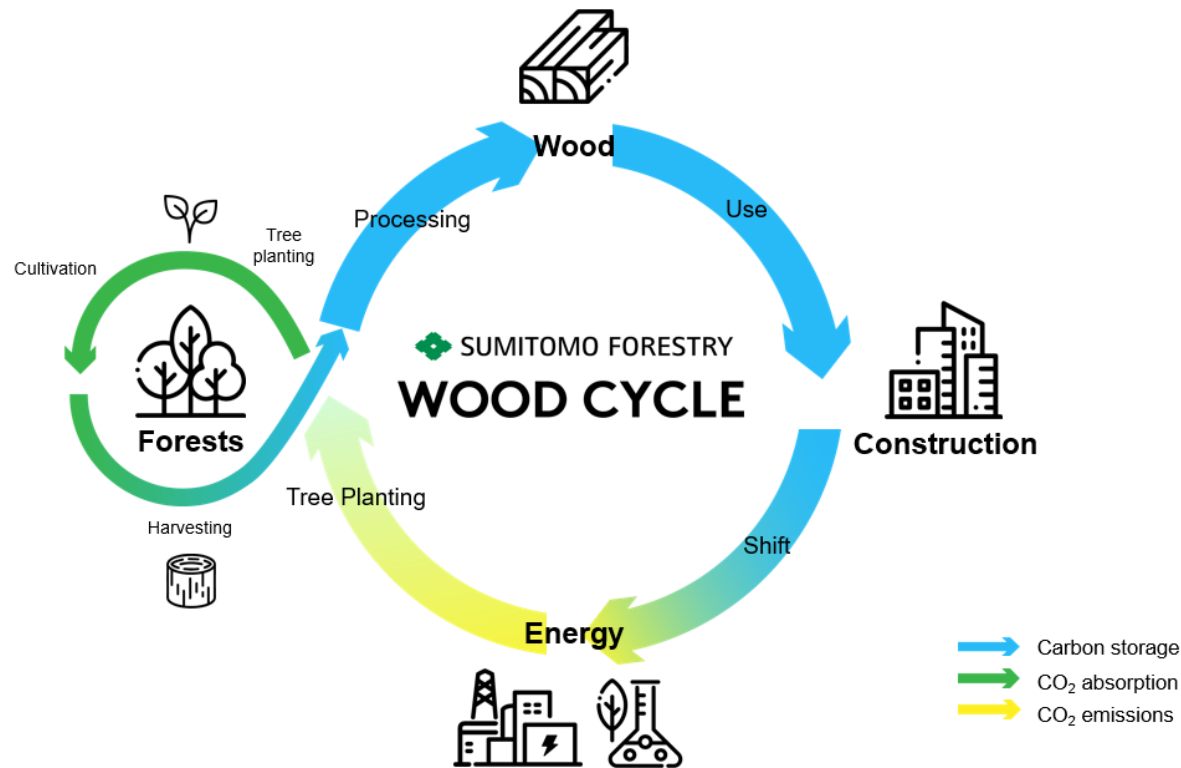 Wood
Processing
Use
Tree
planting
Cultivation
SUMITOMO FORESTRY
WOOD CYCLE
Forests
Construction
Tree Planting
Harvesting
Shift
Energy
Carbon storage
CO₂ absorption
CO₂ emissions